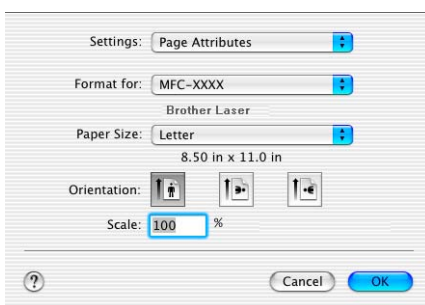 Settings: Page Attributes
Format for: MFC-XXXX
Brother Laser
Paper Size: Letter
8.50 in x 11.0 in
Orientation:
Scale: 100 %
? Cancel OK